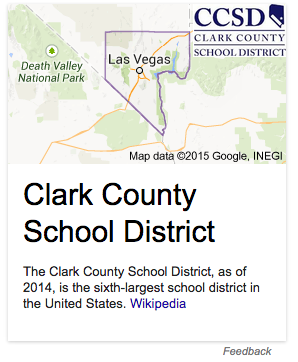 CCSD
CLARK COUNTY
SCHOOL DISTRICT
Death Valley
National Park
Las Vegas
Map data ©2015 Google, INEGI
Clark County
School District
The Clark County School District, as of
2014, is the sixth-largest school district in
the United States. Wikipedia
Feedback